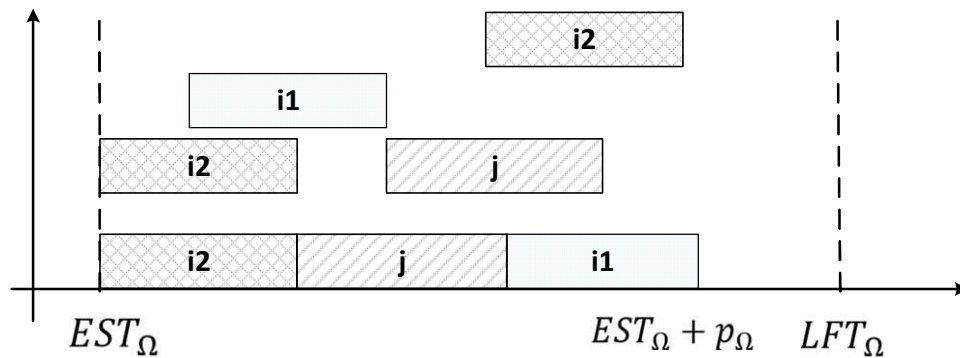 i2
i1
i2
j
i2
j
i1
EST_Ω
EST_Ω + p_Ω
LFT_Ω